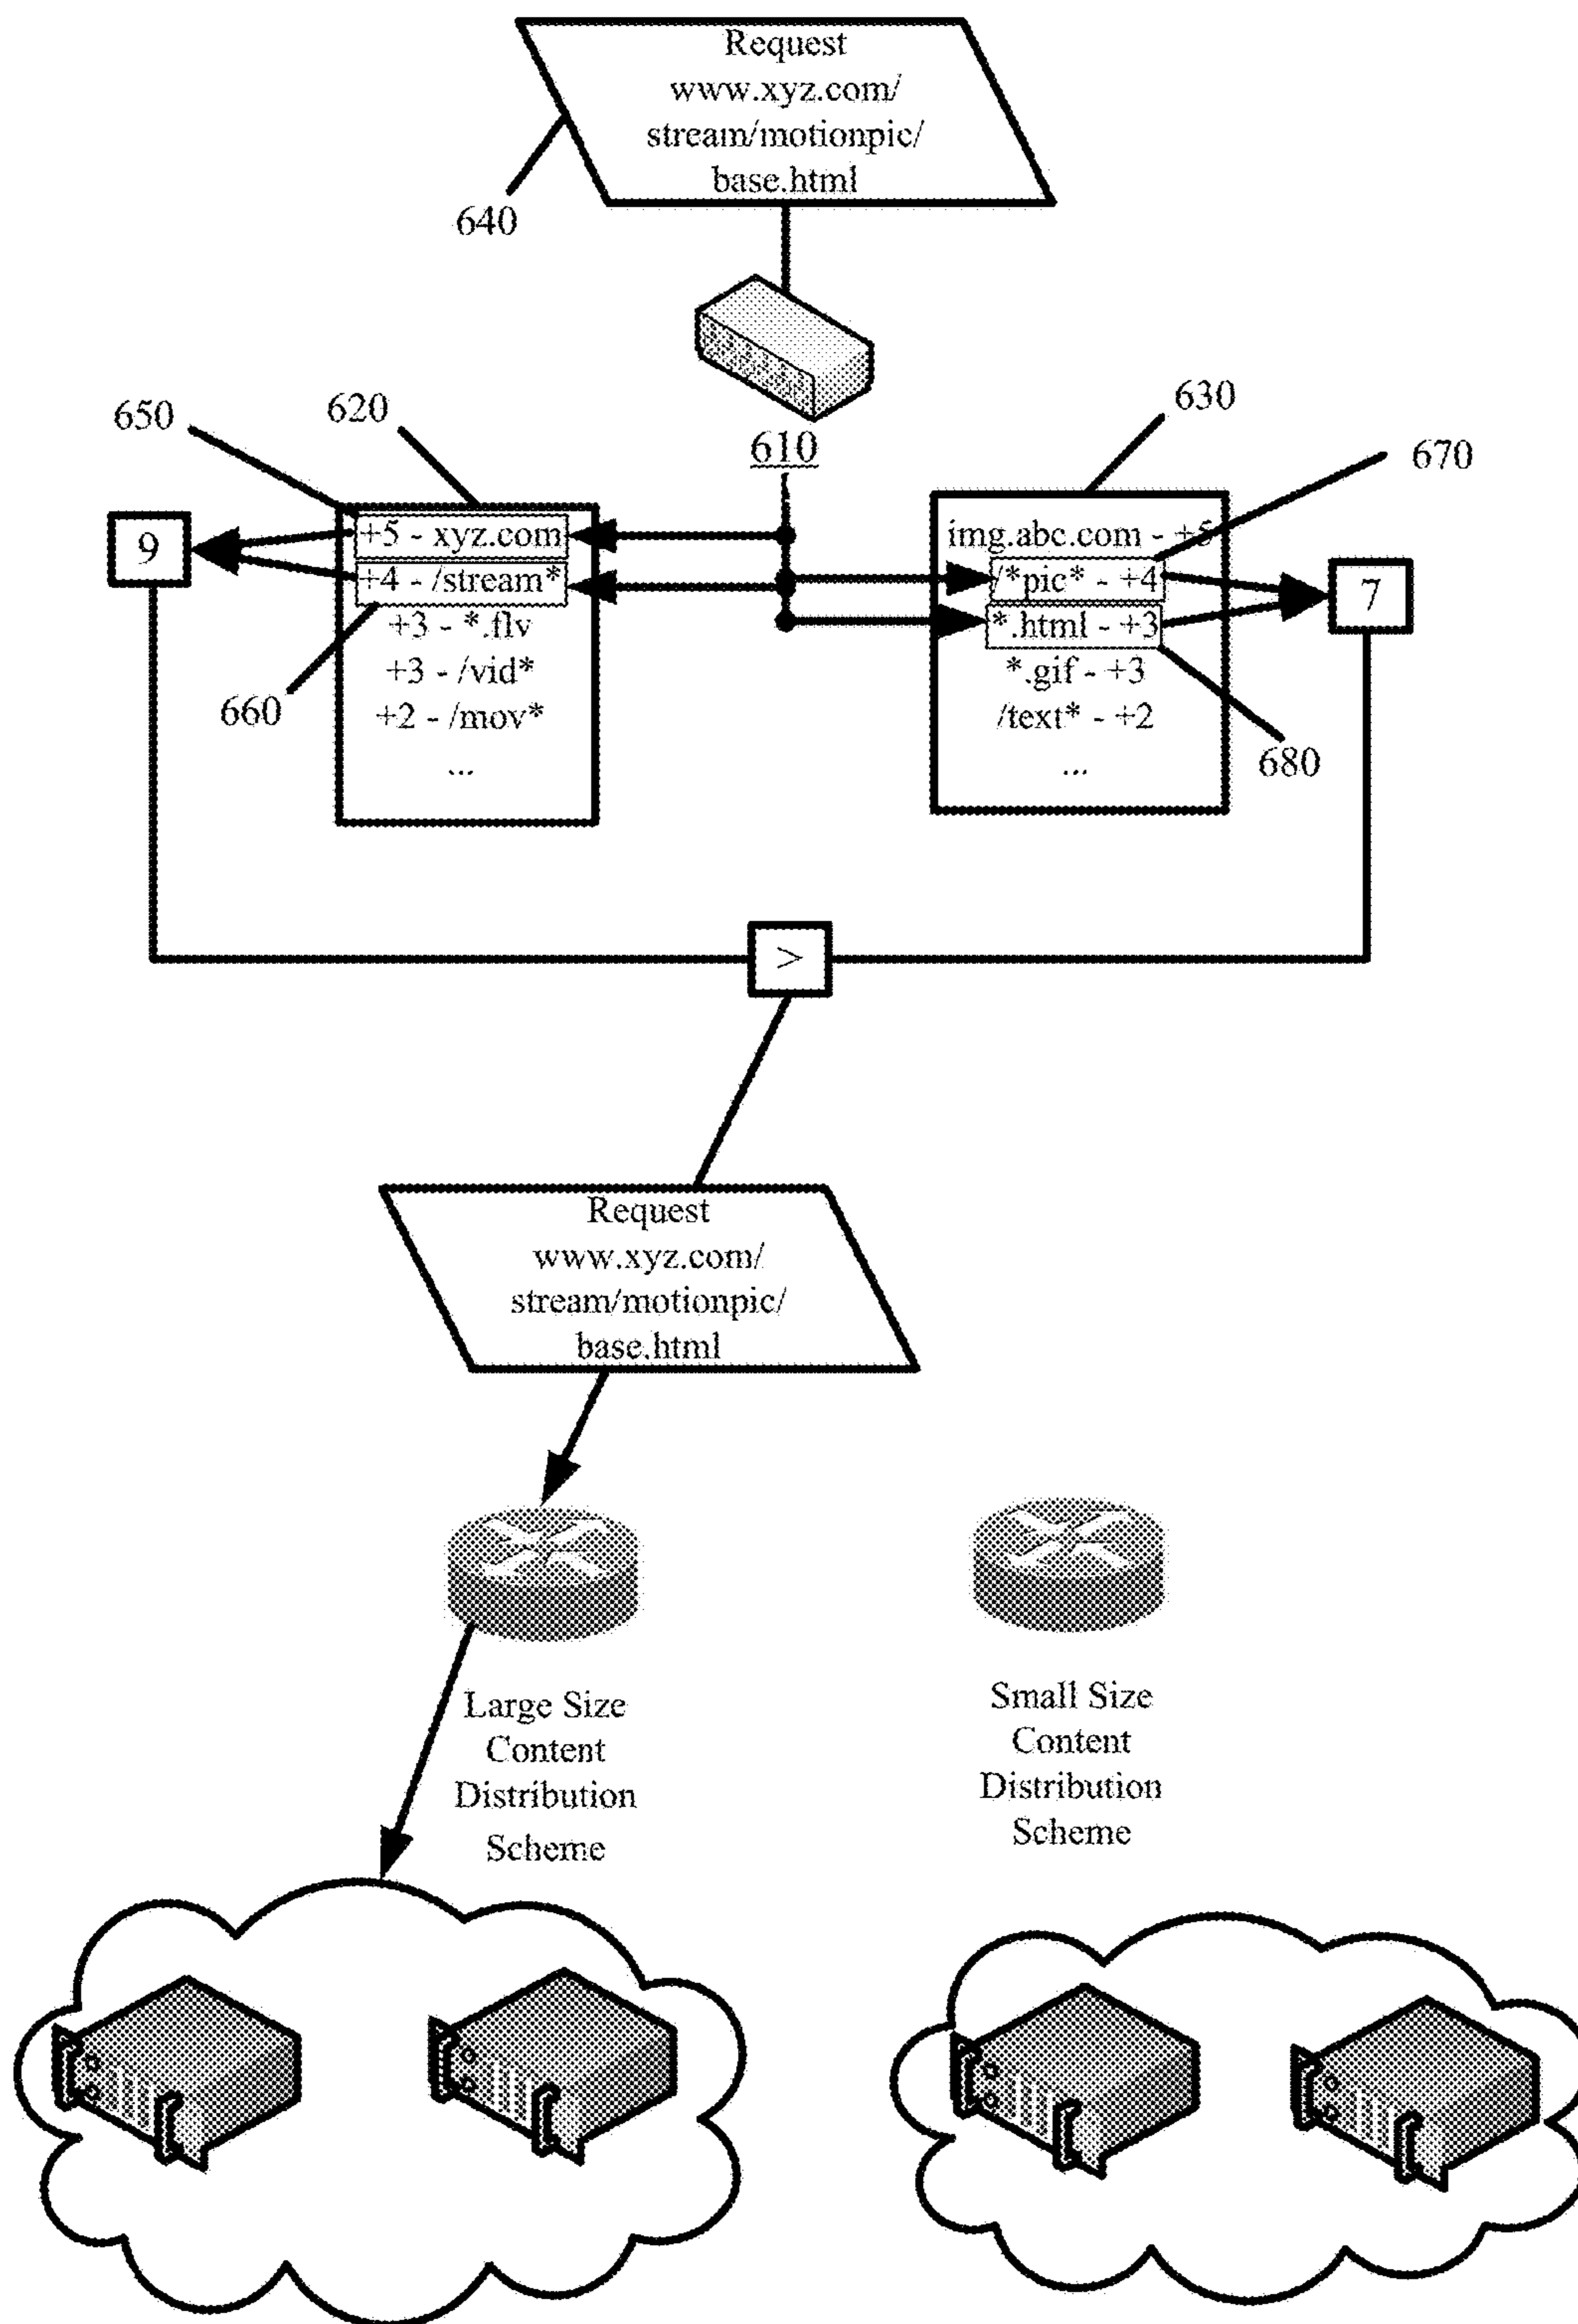 Request
www.xyz.com/
stream/motionpic/
base.html
640
610
650
620
630
670
9
+5 - xyz.com
+4 - /stream*
+3 - *.flv
+3 - /vid*
+2 - /mov*
...
660
img.abc.com - +5
/*pic* - +4
*.html - +3
*.gif - +3
/text* - +2
...
7
680
>
Request
www.xyz.com/
stream/motionpic/
base.html
Large Size
Content
Distribution
Scheme
Small Size
Content
Distribution
Scheme